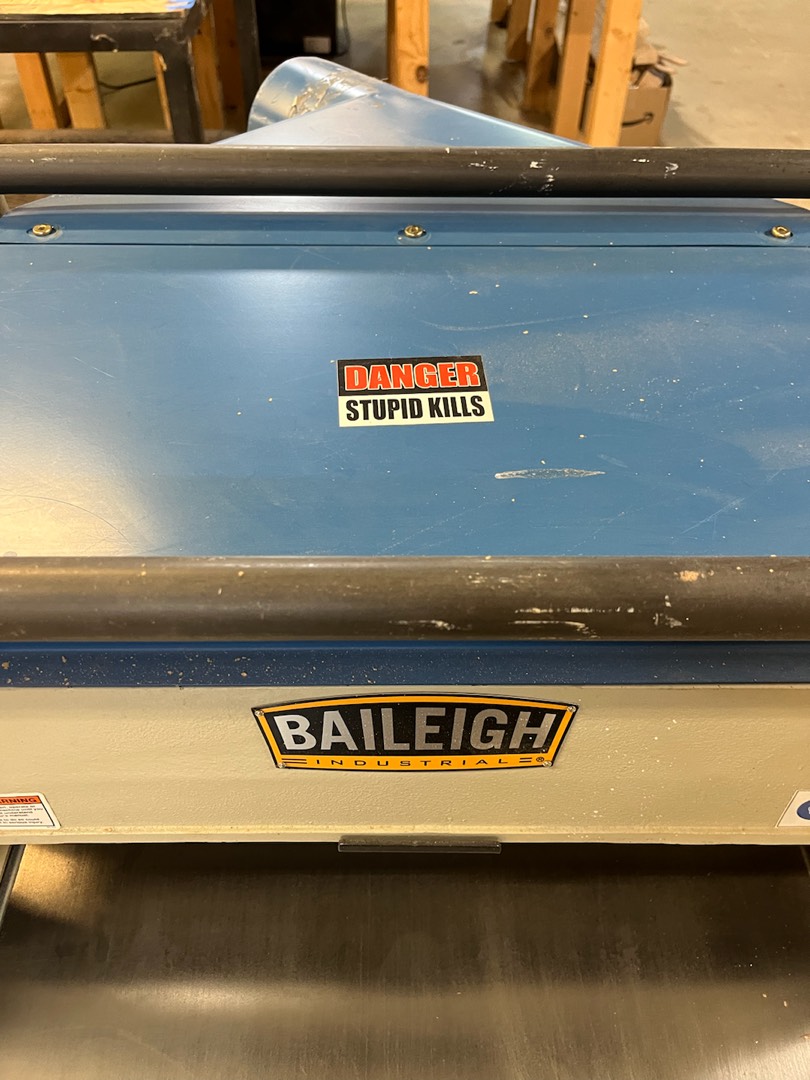 DANGER
STUPID KILLS
BAILEIGH
INDUSTRIAL ®